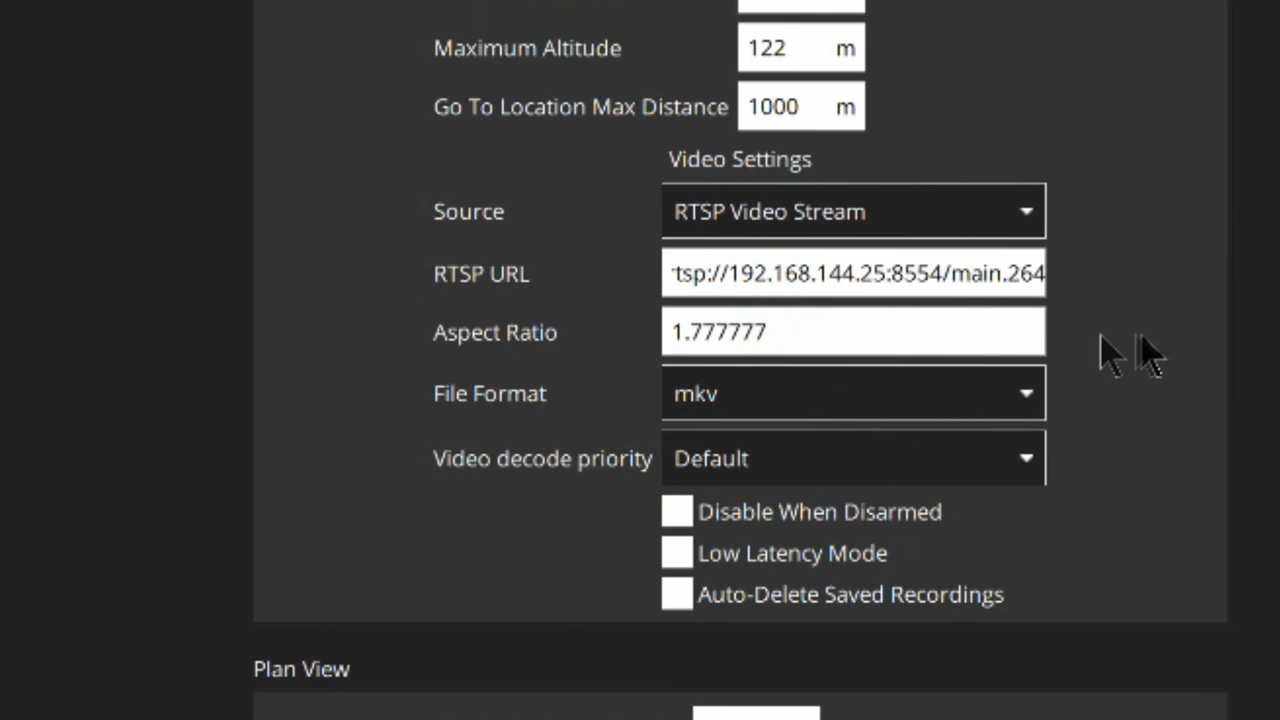 Maximum Altitude 122 m
Go To Location Max Distance 1000 m
Video Settings
Source RTSP Video Stream
RTSP URL tsp://192.168.144.25:8554/main.264
Aspect Ratio 1.777777
File Format mkv
Video decode priority Default
Disable When Disarmed
Low Latency Mode
Auto-Delete Saved Recordings
Plan View